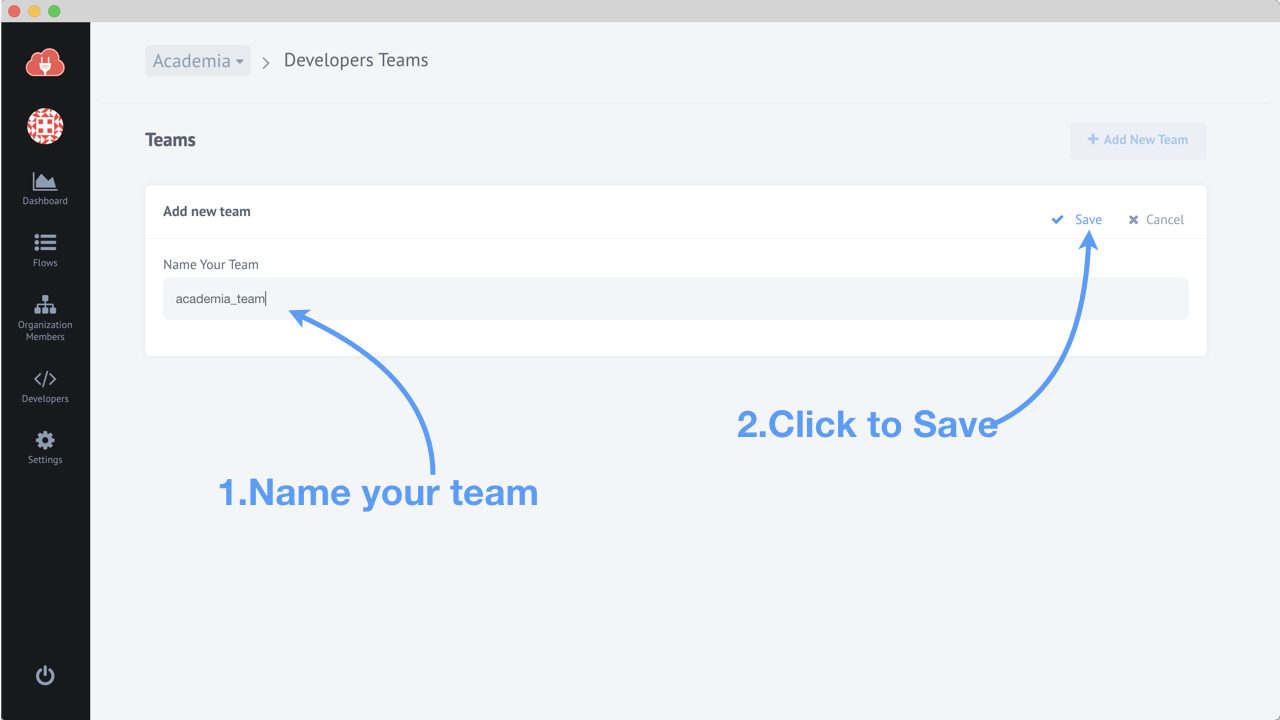 Academia
Developers Teams
Teams
Add New Team
Add new team
Save
Cancel
Name Your Team
academia_team
Dashboard
Flows
Organization
Members
Developers
Settings
1.Name your team
2.Click to Save